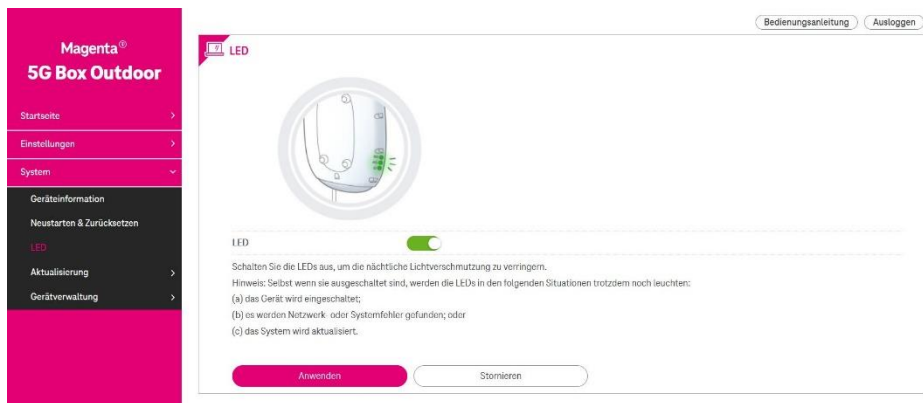 Bedienungsanleitung
Ausloggen
Magenta®
5G Box Outdoor
Startseite
Einstellungen
System
Geräteinformation
Neustarten & Zurücksetzen
LED
Aktualisierung
Gerätverwaltung
LED
LED
Schalten Sie die LEDs aus, um die nächtliche Lichtverschmutzung zu verringern.
Hinweis: Selbst wenn sie ausgeschaltet sind, werden die LEDs in den folgenden Situationen trotzdem noch leuchten:
(a) das Gerät wird eingeschaltet;
(b) es werden Netzwerk- oder Systemfehler gefunden; oder
(c) das System wird aktualisiert.
Anwenden
Stornieren